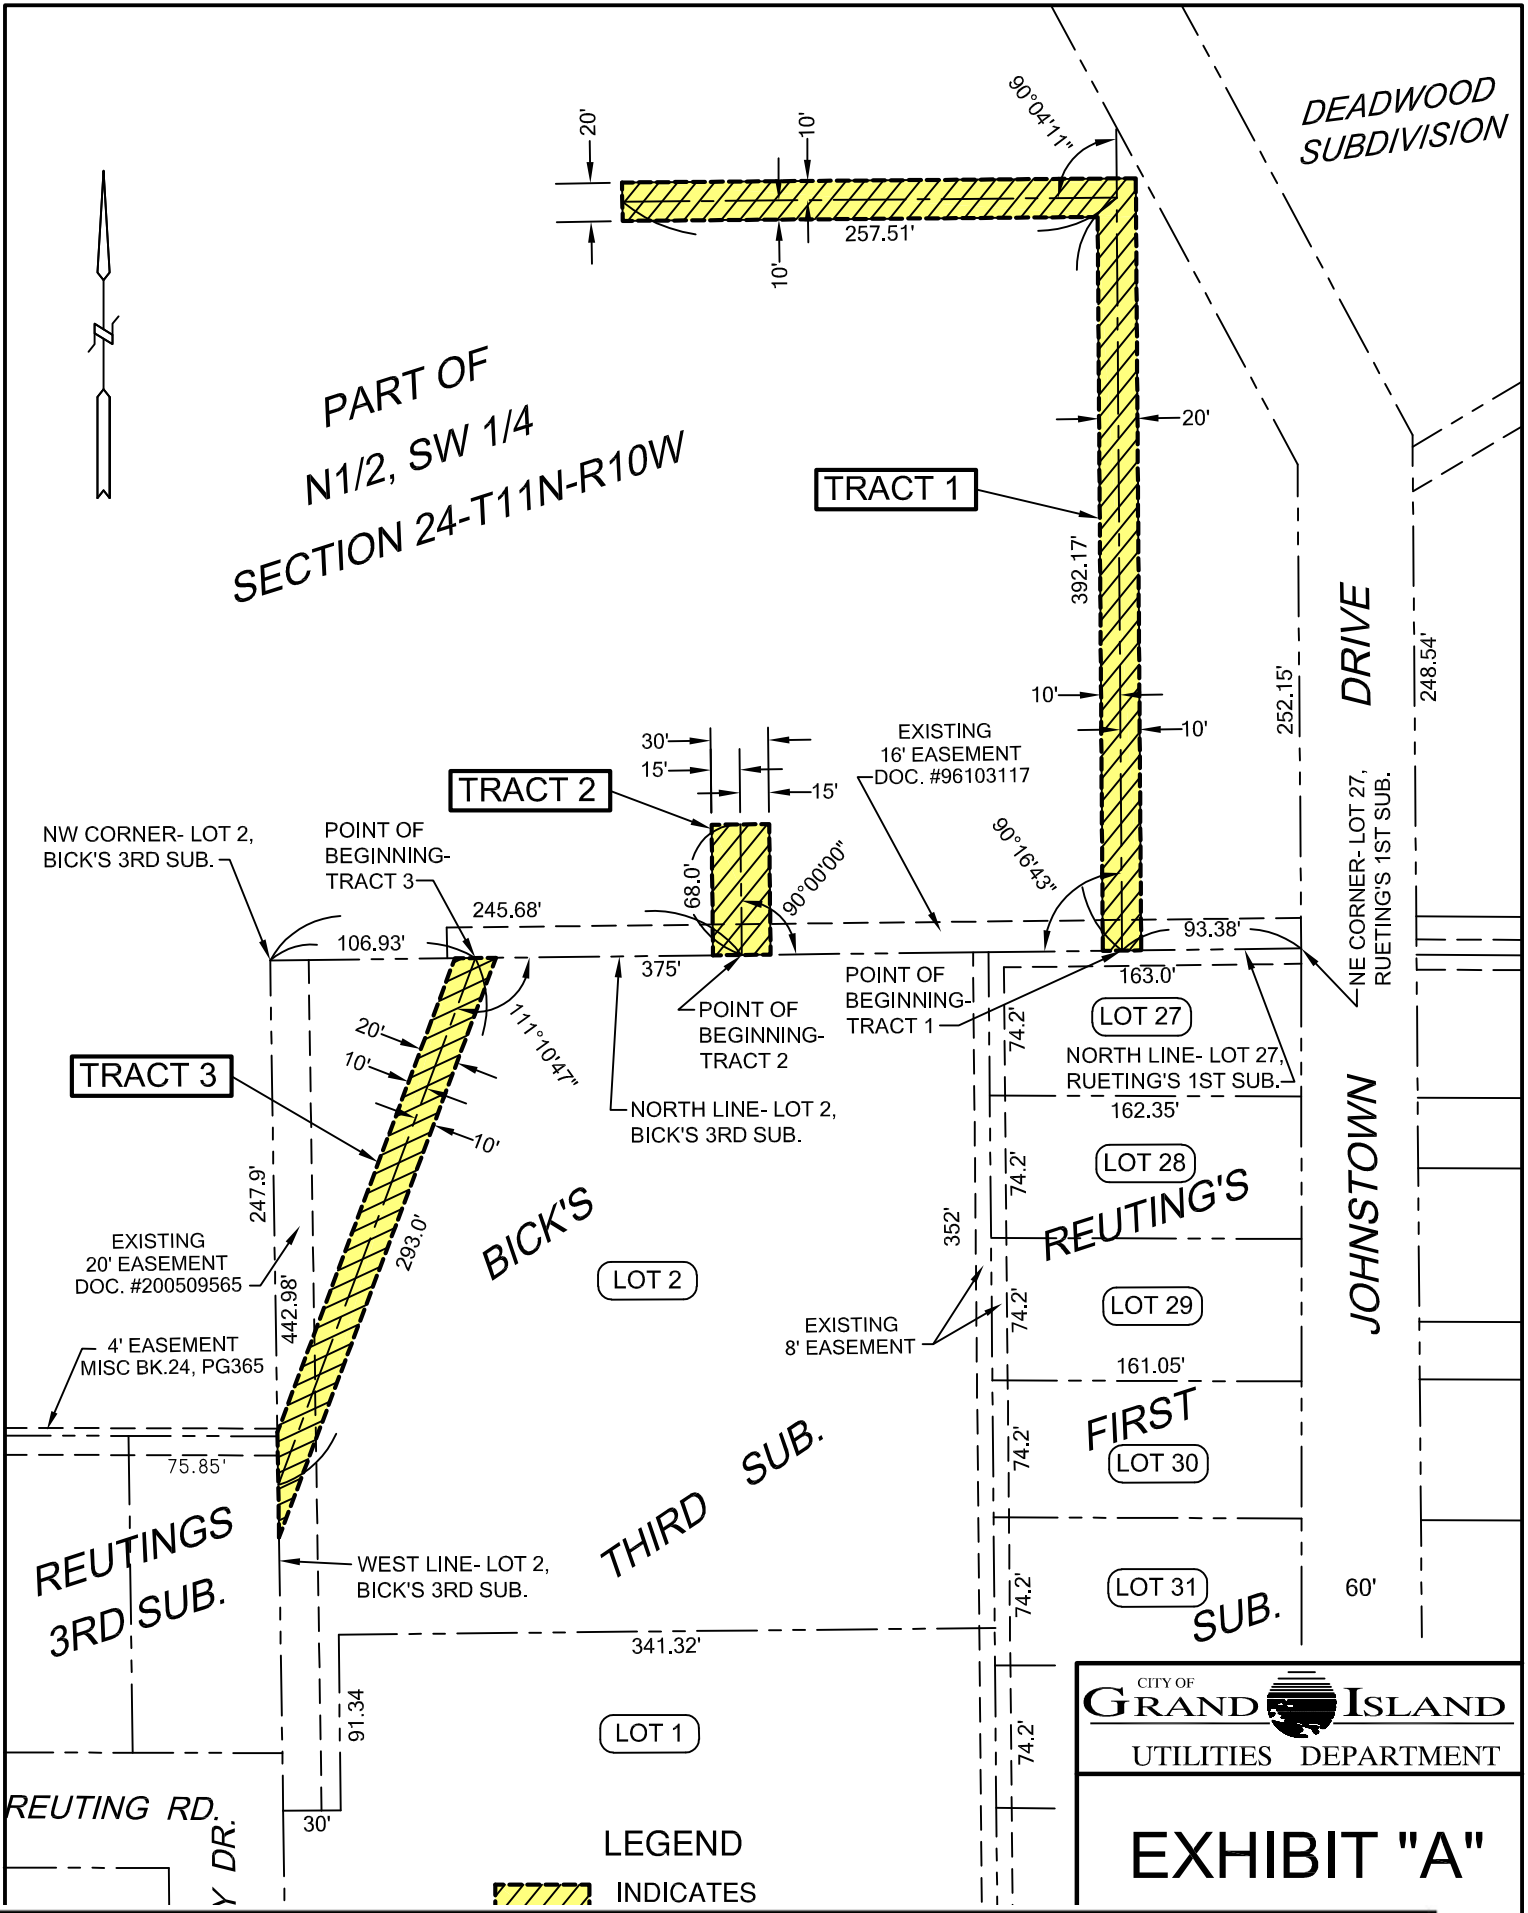 DEADWOOD
SUBDIVISION
90°04'11"
20'
10'
257.51'
10'
PART OF
N1/2, SW 1/4
SECTION 24-T11N-R10W
20'
TRACT 1
392.17'
DRIVE
248.54'
252.15'
10'
10'
EXISTING
16' EASEMENT
DOC. #96103117
30'
15'
15'
TRACT 2
NW CORNER- LOT 2,
BICK'S 3RD SUB.
POINT OF
BEGINNING-
TRACT 3
68.0'
90°00'00"
90°16'43"
NE CORNER- LOT 27,
RUETING'S 1ST SUB.
245.68'
106.93'
375'
93.38'
163.0'
POINT OF
BEGINNING-
TRACT 1
POINT OF
BEGINNING-
TRACT 2
111°10'47"
20'
10'
10'
TRACT 3
LOT 27
74.2'
NORTH LINE- LOT 27,
RUETING'S 1ST SUB.
NORTH LINE- LOT 2,
BICK'S 3RD SUB.
162.35'
LOT 28
74.2'
247.9'
293.0'
BICK'S
352'
REUTING'S
JOHNSTOWN
EXISTING
20' EASEMENT
DOC. #200509565
442.98'
LOT 2
LOT 29
74.2'
EXISTING
8' EASEMENT
4' EASEMENT
MISC BK.24, PG365
161.05'
FIRST
SUB.
74.2'
LOT 30
75.85'
REUTINGS
3RD SUB.
THIRD
WEST LINE- LOT 2,
BICK'S 3RD SUB.
74.2'
LOT 31
60'
SUB.
341.32'
91.34
LOT 1
74.2'
CITY OF
GRAND ISLAND
UTILITIES DEPARTMENT
REUTING RD.
30'
Y DR.
LEGEND
INDICATES
EXHIBIT "A"